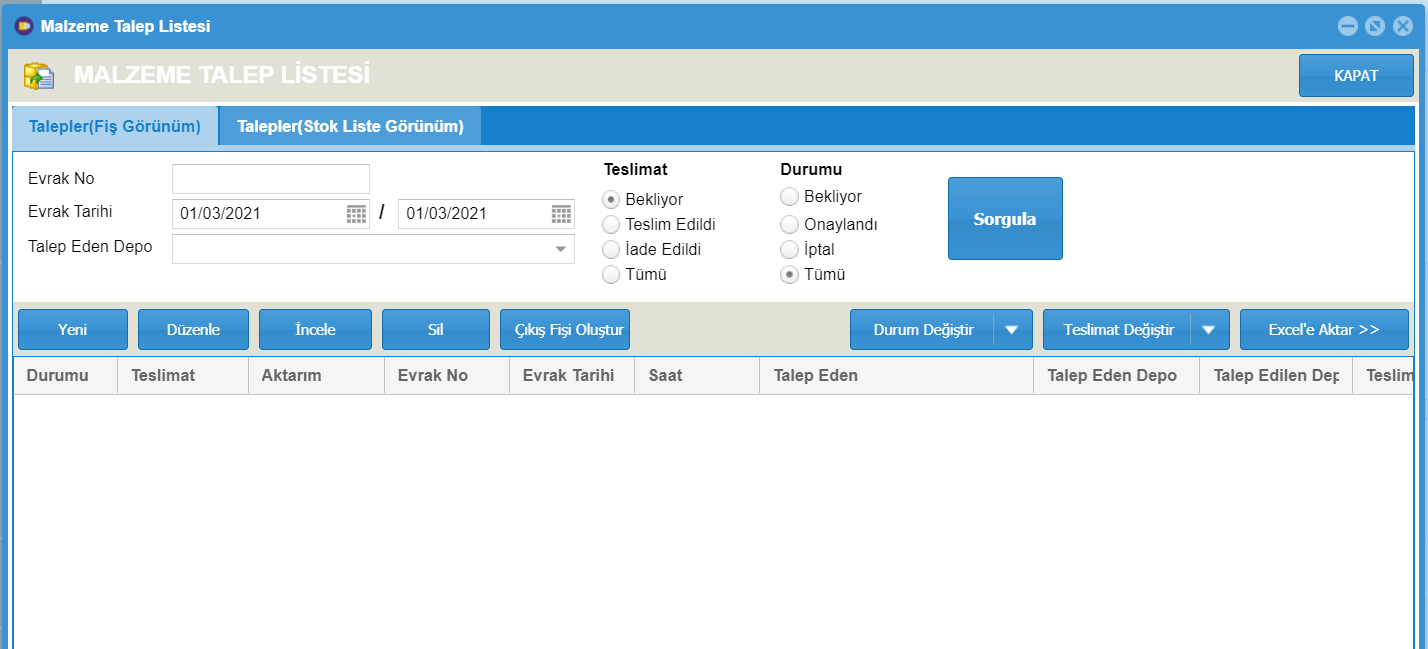 Malzeme Talep Listesi
MALZEME TALEP LİSTESİ
KAPAT
Talepler(Fiş Görünüm) Talepler(Stok Liste Görünüm)
Evrak No
Evrak Tarihi 01/03/2021 / 01/03/2021
Talep Eden Depo
Teslimat
Bekliyor
Teslim Edildi
İade Edildi
Tümü
Durumu
Bekliyor
Onaylandı
İptal
Tümü
Sorgula
Yeni Düzenle İncele Sil Çıkış Fişi Oluştur Durum Değiştir Teslimat Değiştir Excel'e Aktar >>
Durumu Teslimat Aktarım Evrak No Evrak Tarihi Saat Talep Eden Talep Eden Depo Talep Edilen Dep Teslim